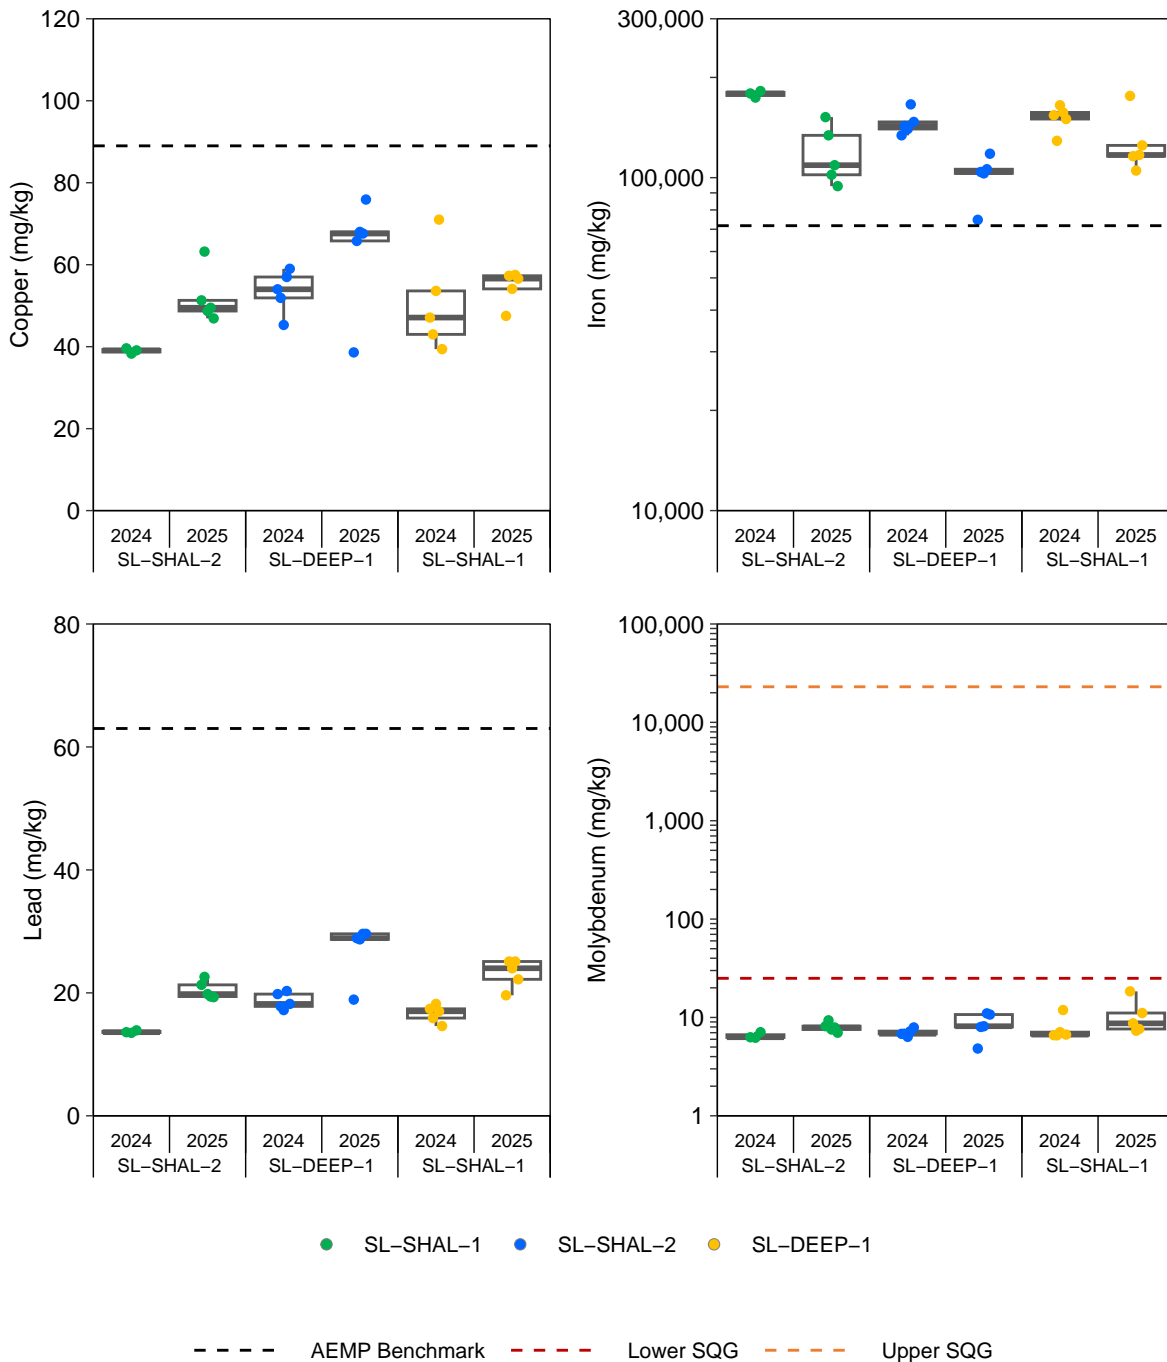 Copper (mg/kg)
120
100
80
60
40
20
0
2024 2025 2024 2025 2024 2025
SL–SHAL–2 SL–DEEP–1 SL–SHAL–1
Iron (mg/kg)
300,000
100,000
10,000
2024 2025 2024 2025 2024 2025
SL–SHAL–2 SL–DEEP–1 SL–SHAL–1
Lead (mg/kg)
80
60
40
20
0
2024 2025 2024 2025 2024 2025
SL–SHAL–2 SL–DEEP–1 SL–SHAL–1
Molybdenum (mg/kg)
100,000
10,000
1,000
100
10
1
2024 2025 2024 2025 2024 2025
SL–SHAL–2 SL–DEEP–1 SL–SHAL–1
SL–SHAL–1 SL–SHAL–2 SL–DEEP–1
AEMP Benchmark Lower SQG Upper SQG